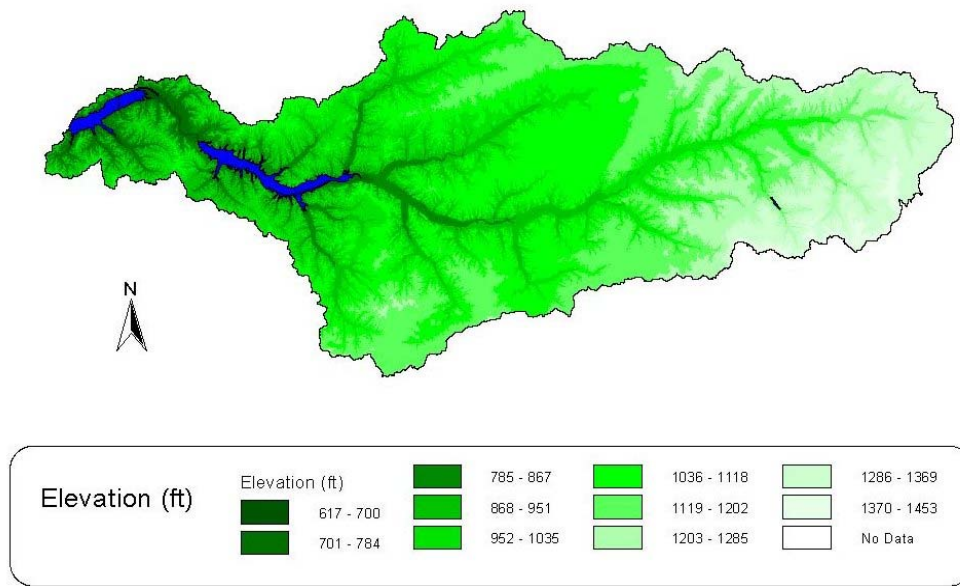 N
Elevation (ft)
Elevation (ft)
617 - 700
701 - 784
785 - 867
868 - 951
952 - 1035
1036 - 1118
1119 - 1202
1203 - 1285
1286 - 1369
1370 - 1453
No Data